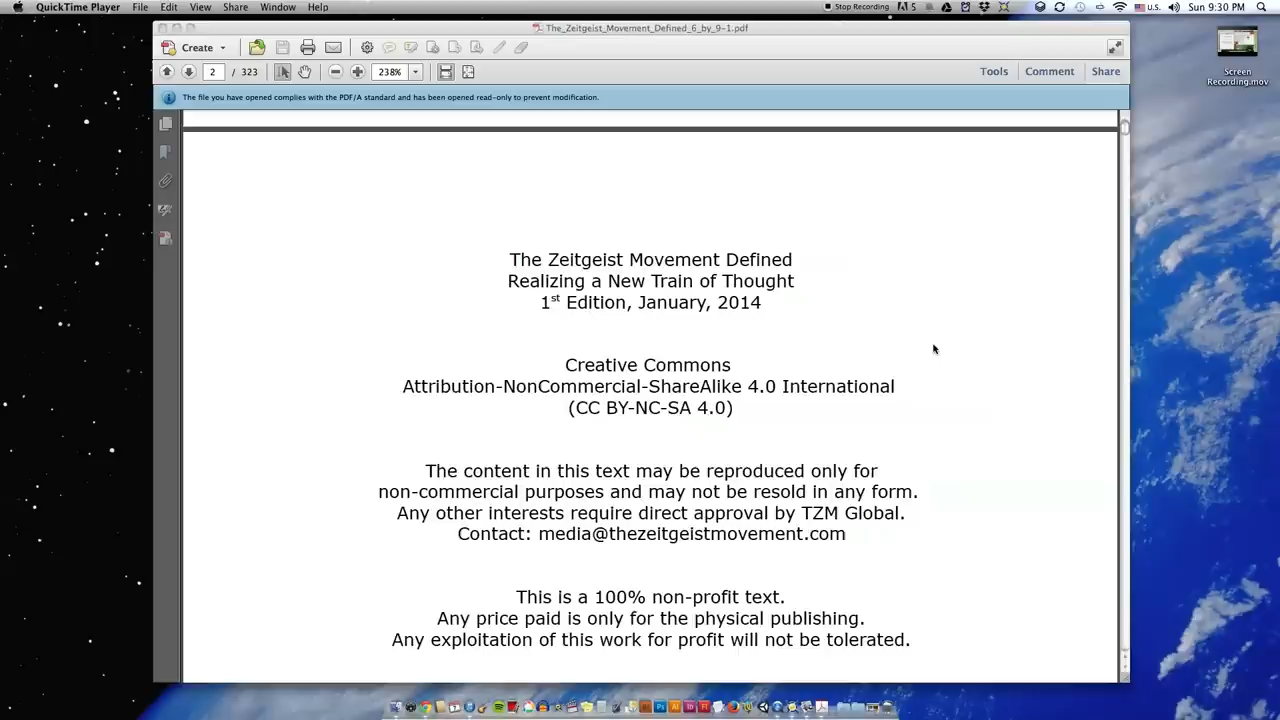 QuickTime Player File Edit View Share Window Help Stop Recording 5 U.S. Sun 9:30 PM
The_Zeitgeist_Movement_Defined_6_by_9-1.pdf
Create
2 / 323 238% Tools Comment Share
The file you have opened complies with the PDF/A standard and has been opened read-only to prevent modification.
Screen
Recording.mov
The Zeitgeist Movement Defined
Realizing a New Train of Thought
1st Edition, January, 2014
Creative Commons
Attribution-NonCommercial-ShareAlike 4.0 International
(CC BY-NC-SA 4.0)
The content in this text may be reproduced only for
non-commercial purposes and may not be resold in any form.
Any other interests require direct approval by TZM Global.
Contact: media@thezeitgeistmovement.com
This is a 100% non-profit text.
Any price paid is only for the physical publishing.
Any exploitation of this work for profit will not be tolerated.